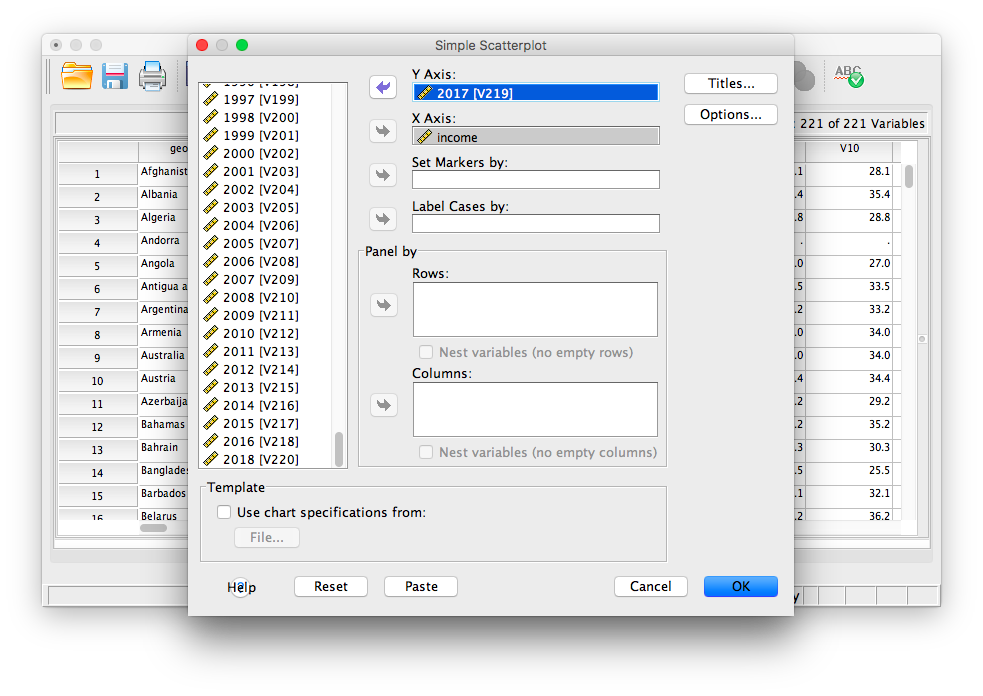 Simple Scatterplot
ABC
: 221 of 221 Variables
geo
V10
1 Afghanist .1 28.1
2 Albania .4 35.4
3 Algeria .8 28.8
4 Andorra . .
5 Angola .0 27.0
6 Antigua a .5 33.5
7 Argentina .2 33.2
8 Armenia .0 34.0
9 Australia .0 34.0
10 Austria .4 34.4
11 Azerbaija .2 29.2
12 Bahamas .2 35.2
13 Bahrain .3 30.3
14 Banglades .5 25.5
15 Barbados .1 32.1
16 Belarus .2 36.2
1997 [V199]
1998 [V200]
1999 [V201]
2000 [V202]
2001 [V203]
2002 [V204]
2003 [V205]
2004 [V206]
2005 [V207]
2006 [V208]
2007 [V209]
2008 [V210]
2009 [V211]
2010 [V212]
2011 [V213]
2012 [V214]
2013 [V215]
2014 [V216]
2015 [V217]
2016 [V218]
2018 [V220]
Y Axis:
2017 [V219]
X Axis:
income
Set Markers by:
Label Cases by:
Panel by
Rows:
Nest variables (no empty rows)
Columns:
Nest variables (no empty columns)
Titles...
Options...
Template
Use chart specifications from:
File...
Help
Reset
Paste
Cancel
OK
y